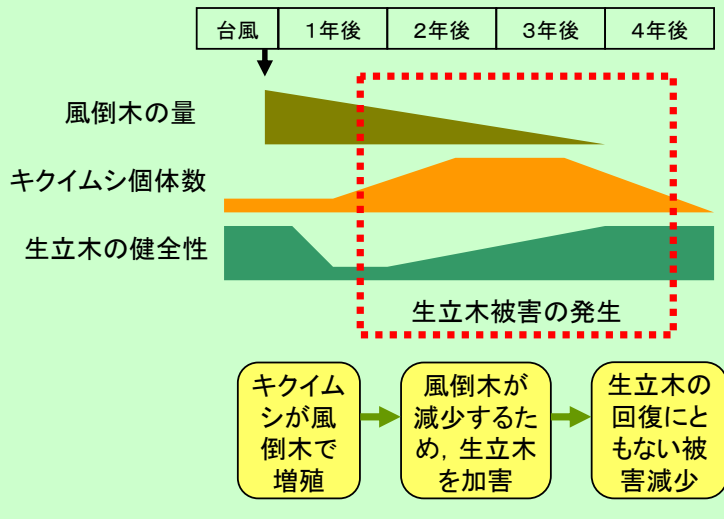 台風 1年後 2年後 3年後 4年後
風倒木の量
キクイムシ個体数
生立木の健全性
生立木被害の発生
キクイム
シが風
倒木で
増殖
風倒木が
減少するた
め，生立木
を加害
生立木の
回復にと
もない被
害減少